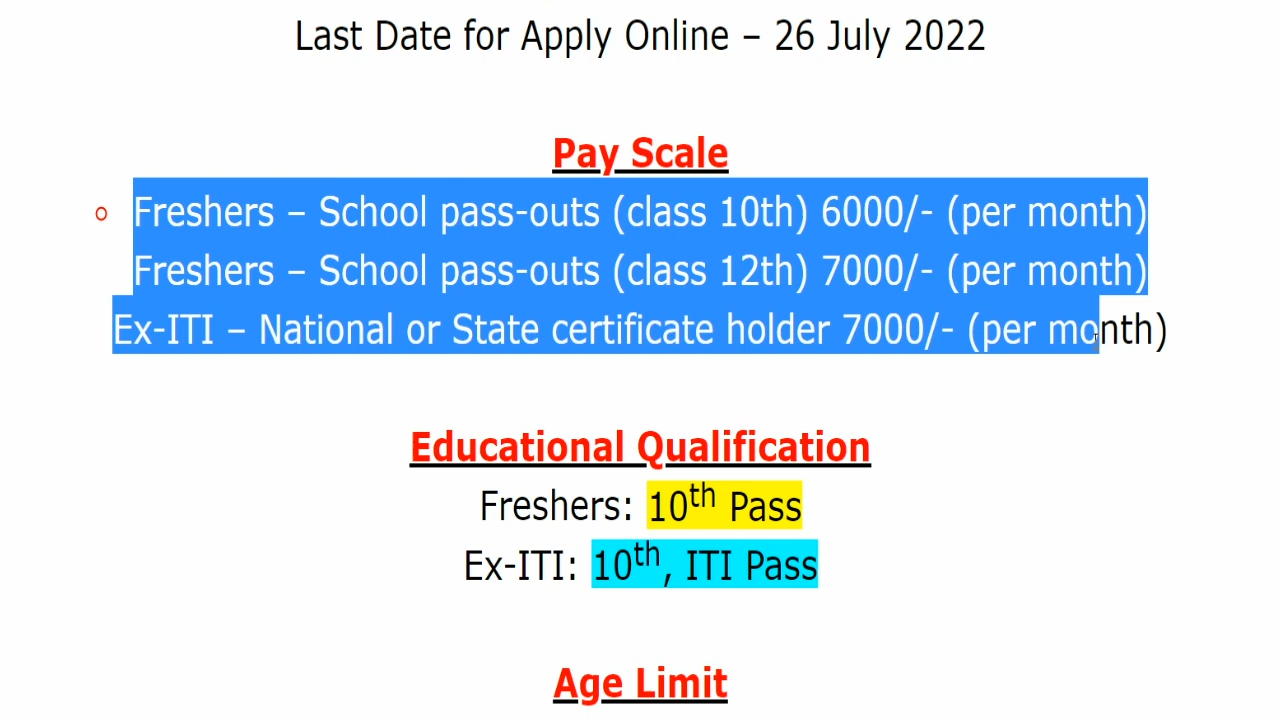 Last Date for Apply Online – 26 July 2022
Pay Scale
Freshers – School pass-outs (class 10th) 6000/- (per month)
Freshers – School pass-outs (class 12th) 7000/- (per month)
Ex-ITI – National or State certificate holder 7000/- (per month)
Educational Qualification
Freshers: 10th Pass
Ex-ITI: 10th, ITI Pass
Age Limit